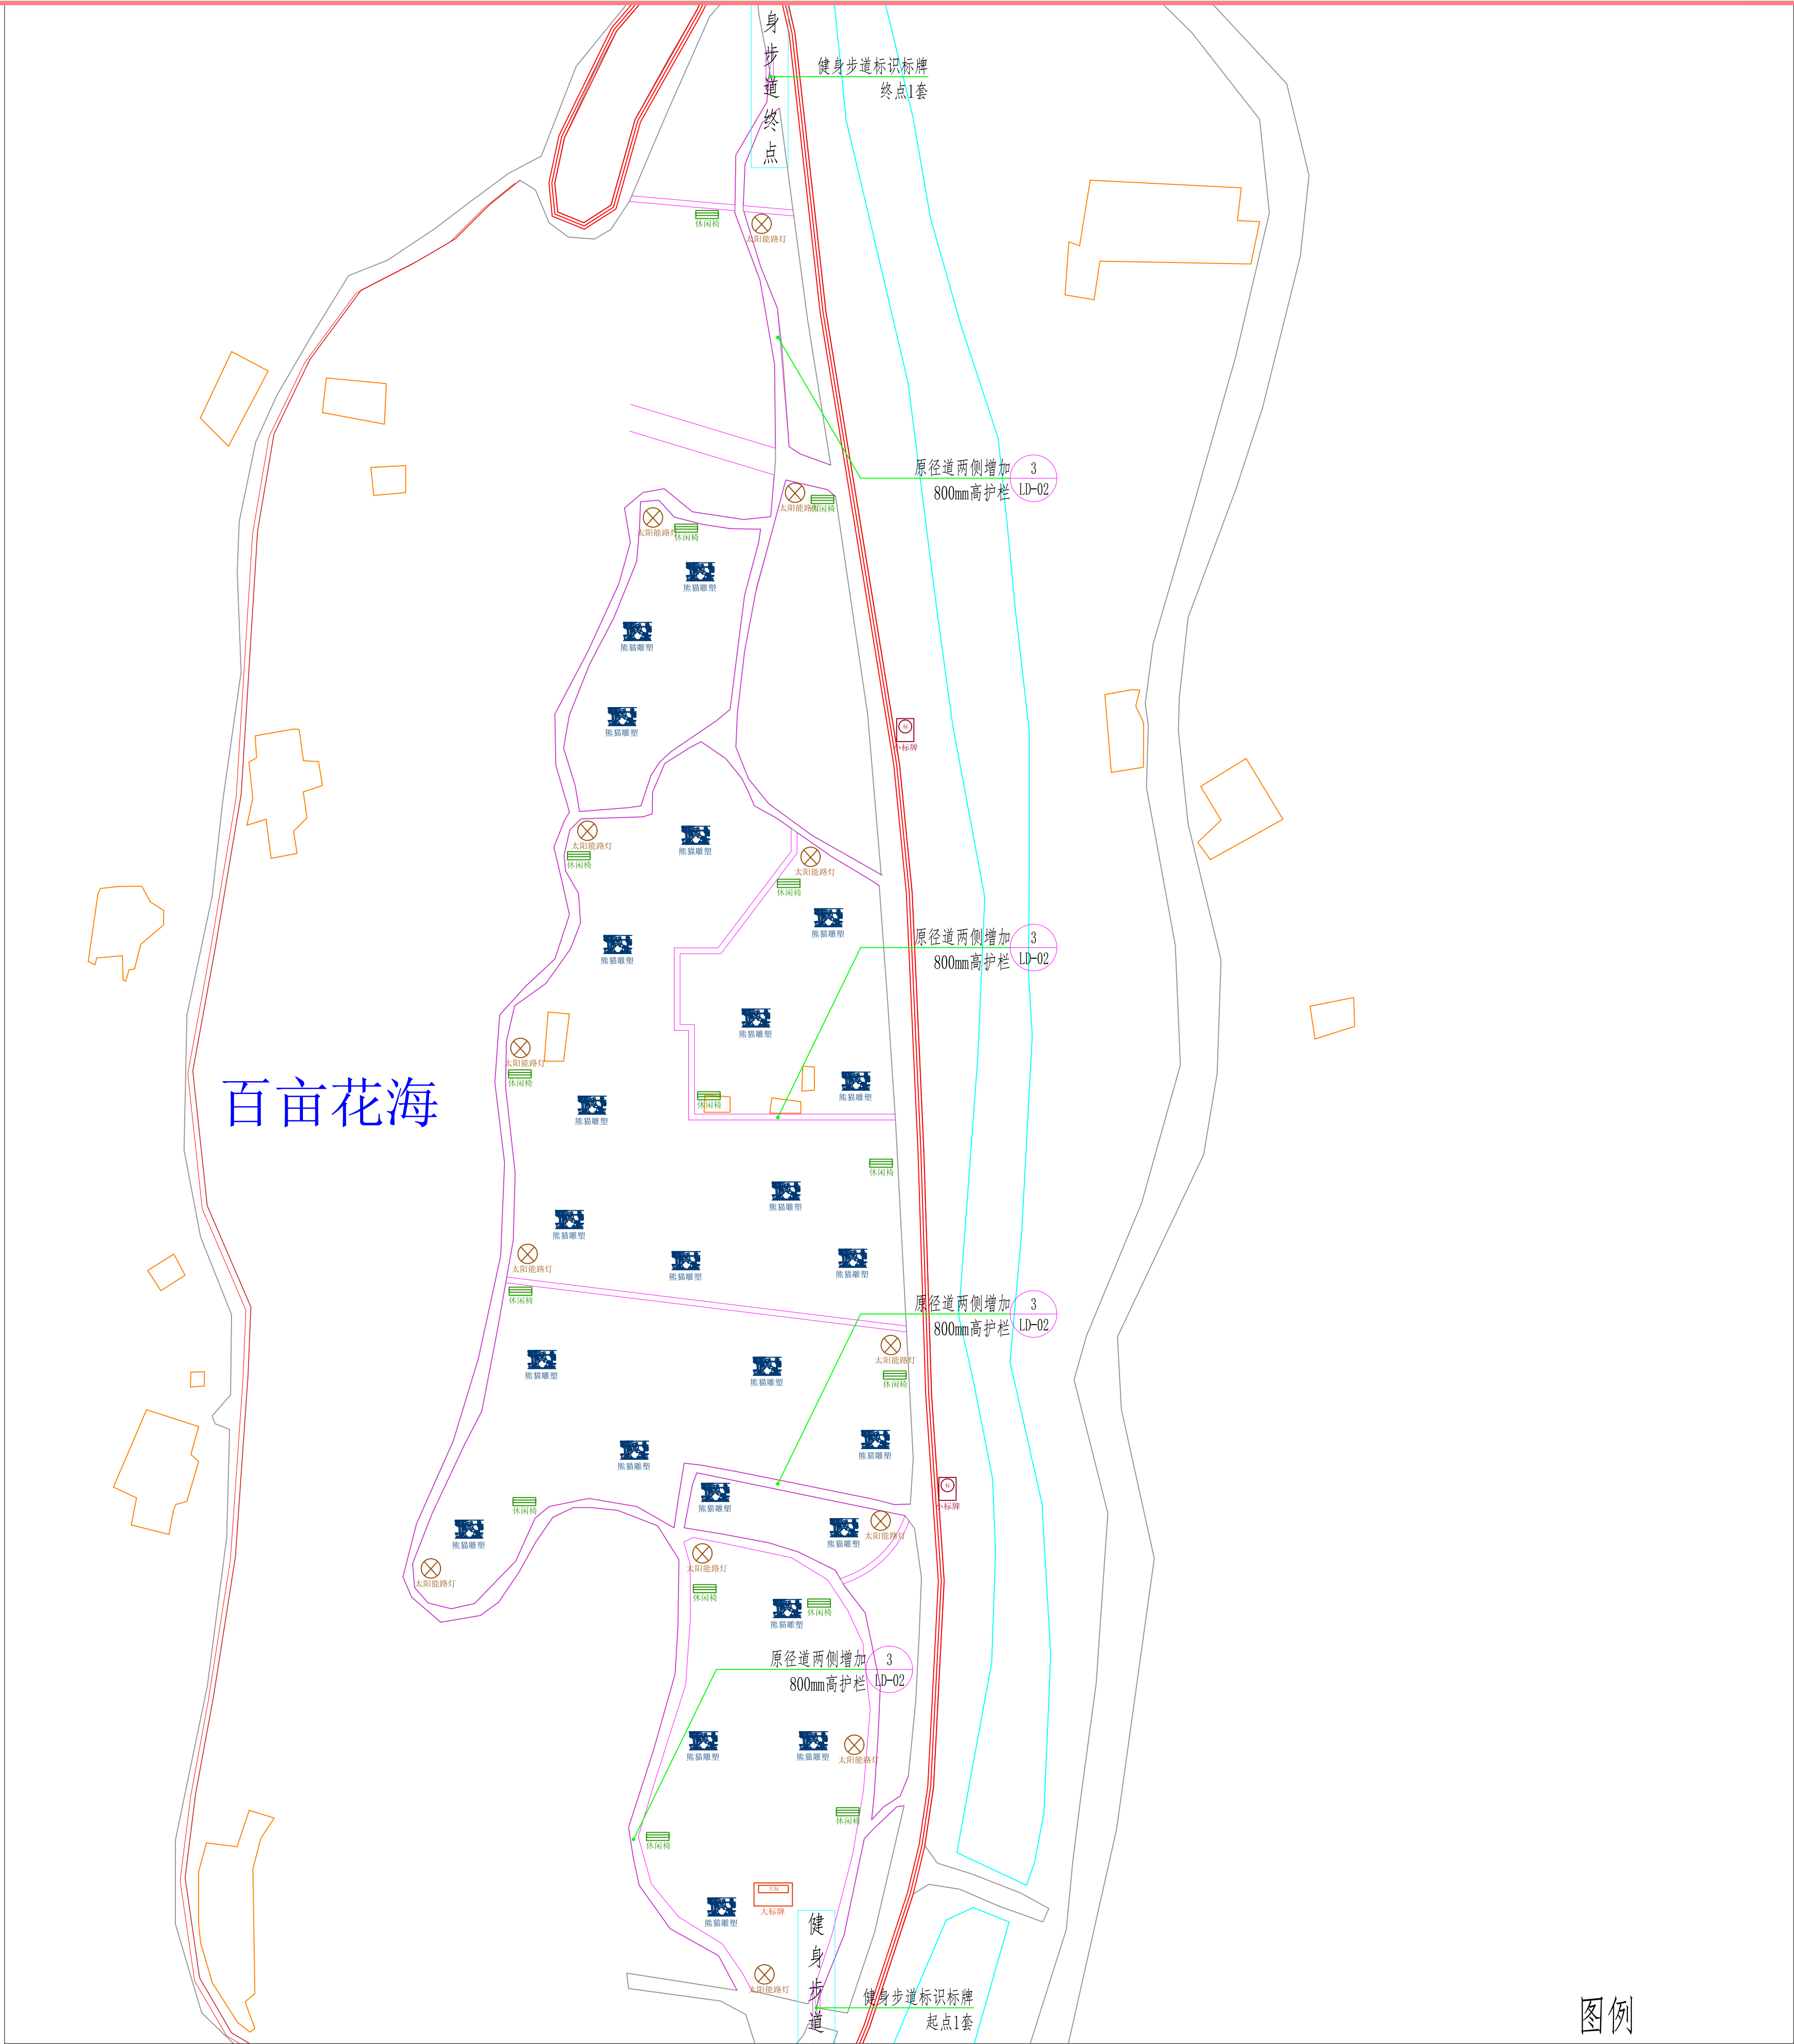 身步道终点
健身步道标识标牌
终点1套
休闲椅
太阳能路灯
原径道两侧增加
800mm高护栏
3
LD-02
太阳能路灯
休闲椅
太阳能路灯
休闲椅
熊猫雕塑
熊猫雕塑
熊猫雕塑
标
小标牌
太阳能路灯
休闲椅
熊猫雕塑
太阳能路灯
休闲椅
熊猫雕塑
熊猫雕塑
原径道两侧增加
800mm高护栏
3
LD-02
熊猫雕塑
太阳能路灯
休闲椅
百亩花海
熊猫雕塑
休闲椅
熊猫雕塑
休闲椅
熊猫雕塑
熊猫雕塑
太阳能路灯
休闲椅
熊猫雕塑
熊猫雕塑
原径道两侧增加
800mm高护栏
3
LD-02
太阳能路灯
休闲椅
熊猫雕塑
熊猫雕塑
熊猫雕塑
熊猫雕塑
标
小标牌
休闲椅
熊猫雕塑
熊猫雕塑
熊猫雕塑
太阳能路灯
太阳能路灯
太阳能路灯
休闲椅
熊猫雕塑
休闲椅
原径道两侧增加
800mm高护栏
3
LD-02
熊猫雕塑
熊猫雕塑
太阳能路灯
休闲椅
休闲椅
大标
大标牌
熊猫雕塑
健身步道
太阳能路灯
健身步道标识标牌
起点1套
图例